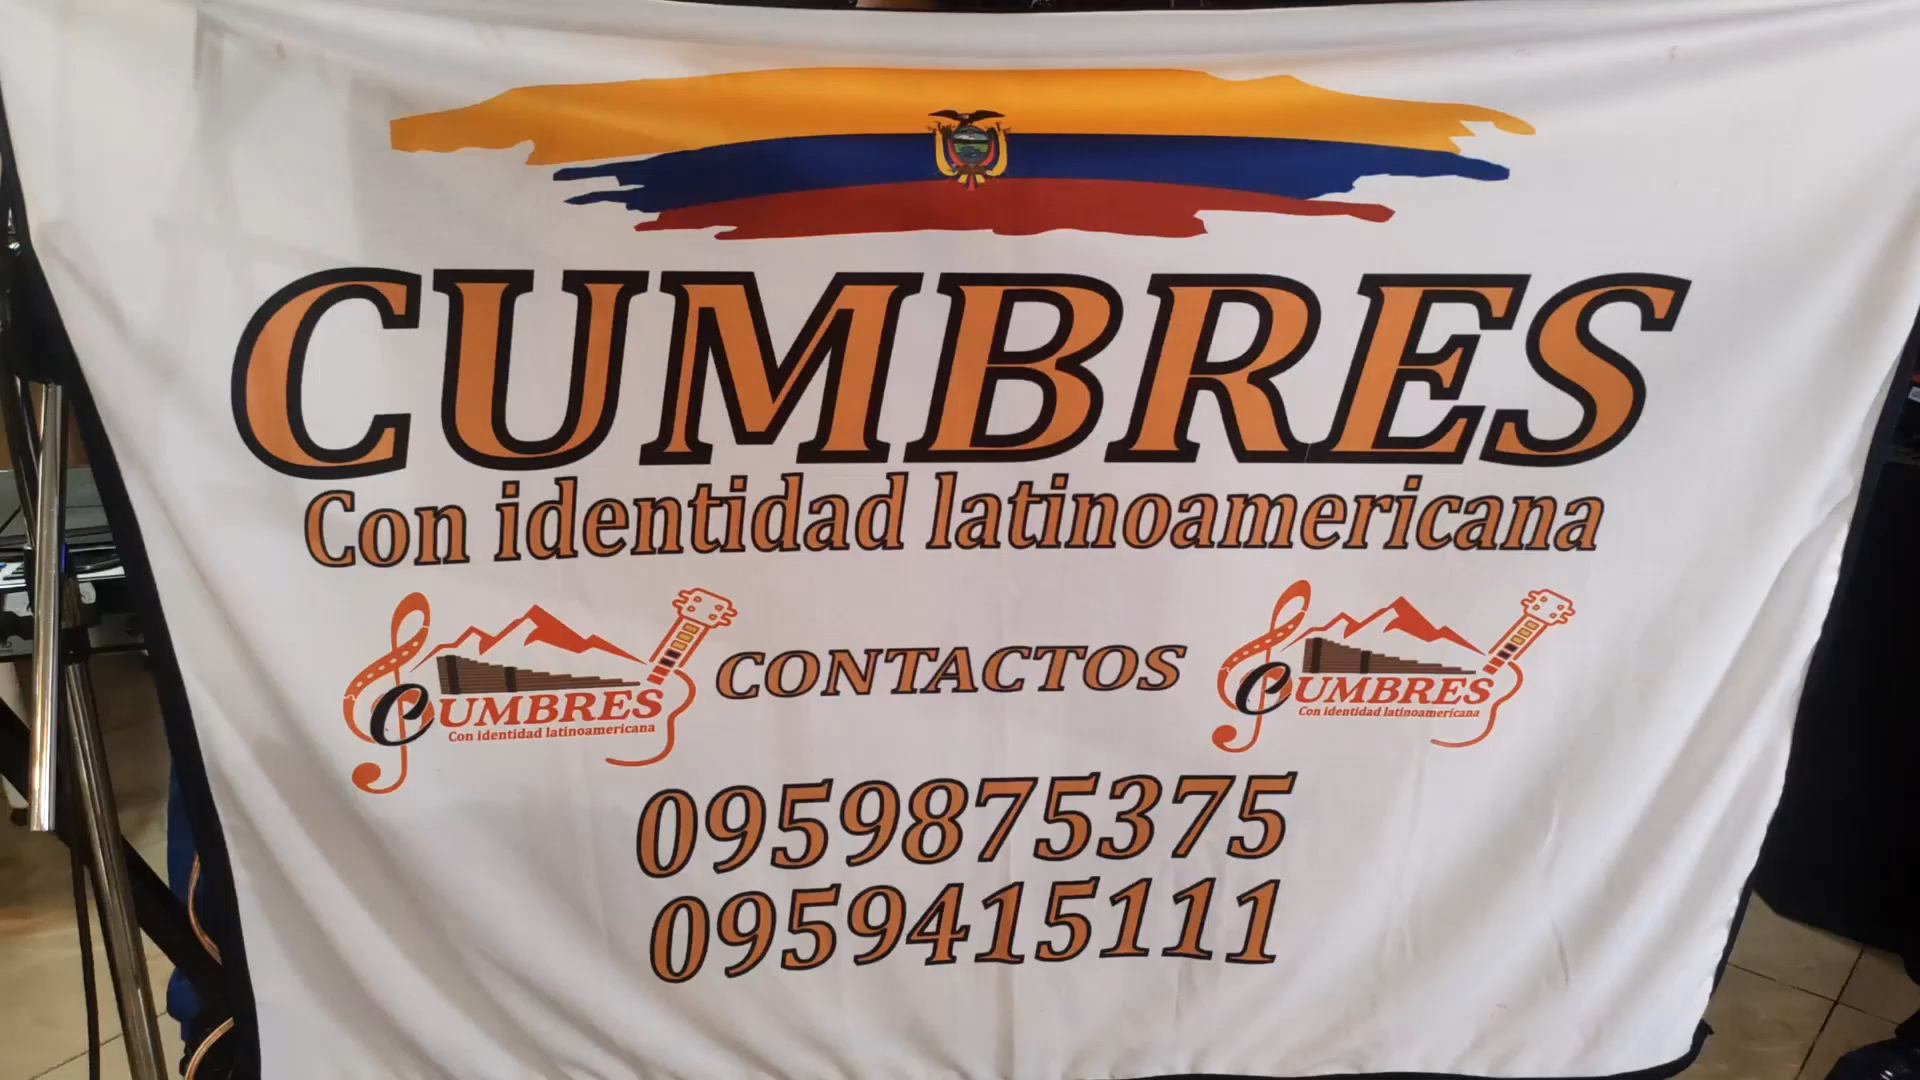 CUMBRES
Con identidad latinoamericana
CUMBRES
Con identidad latinoamericana
CONTACTOS
CUMBRES
Con identidad latinoamericana
0959875375
0959415111